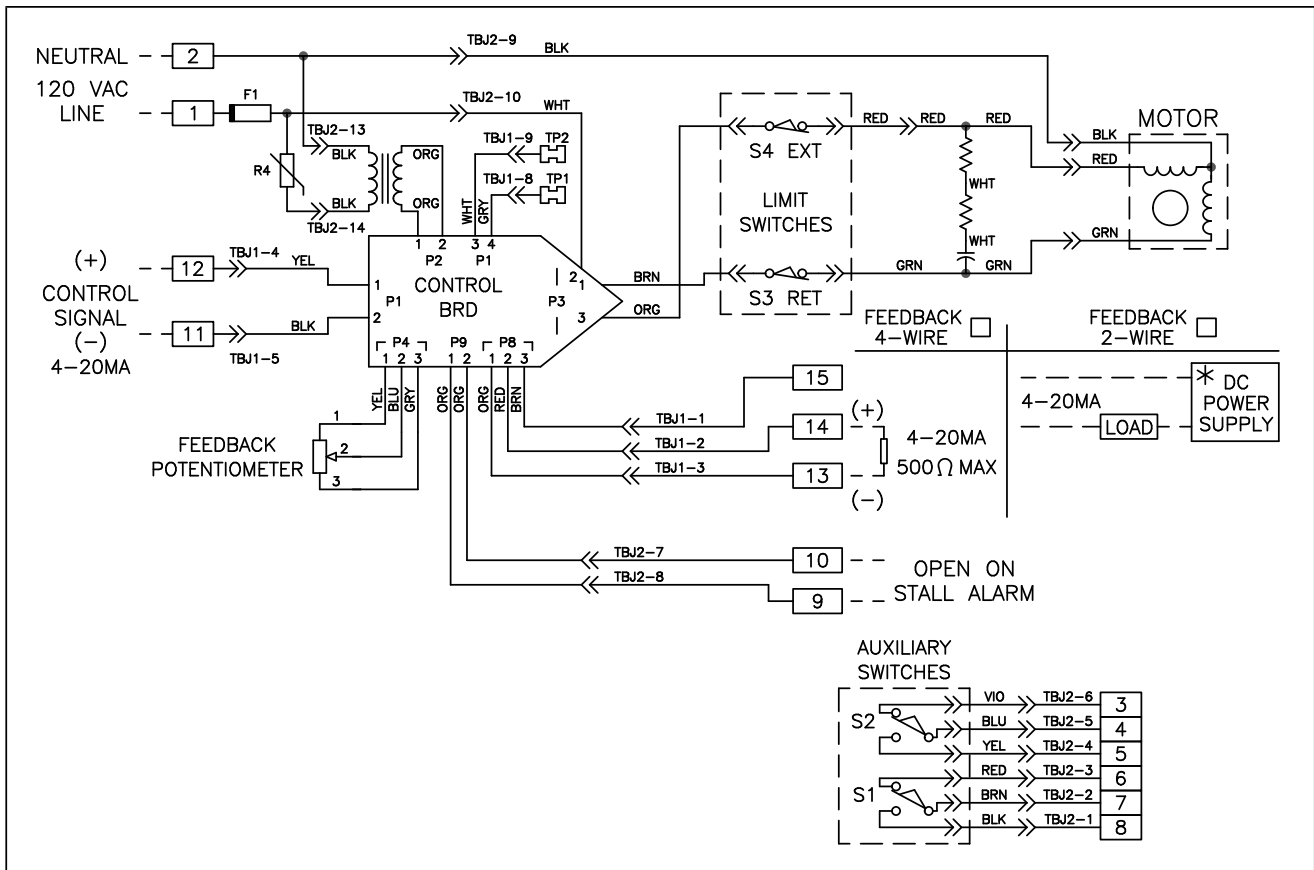 NEUTRAL
2
TBJ2-9
BLK
120 VAC
LINE
1
F1
TBJ2-10
WHT
TBJ2-13
BLK
ORG
R4
BLK
ORG
TBJ2-14
TBJ1-9
TP2
TBJ1-8
TP1
WHT
GRY
S4 EXT
LIMIT
SWITCHES
S3 RET
RED
RED
RED
WHT
WHT
GRN
GRN
MOTOR
BLK
RED
GRN
1 2 3 4
P2 P1
CONTROL
BRD
(+)
12
TBJ1-4
YEL
1
P1
2
CONTROL
SIGNAL
(-)
4-20MA
11
BLK
TBJ1-5
2
1
P3
3
BRN
ORG
P4 P9 P8
1 2 3 1 2 1 2 3
YEL
BLU
GRY
ORG
ORG
ORG
RED
BRN
FEEDBACK
POTENTIOMETER
1
2
3
TBJ1-1
15
TBJ1-2
14
(+)
TBJ1-3
13
(-)
4-20MA
500Ω MAX
FEEDBACK
4-WIRE
FEEDBACK
2-WIRE
4-20MA
LOAD
* DC
POWER
SUPPLY
TBJ2-7
10
TBJ2-8
9
OPEN ON
STALL ALARM
AUXILIARY
SWITCHES
S2
VIO TBJ2-6 3
BLU TBJ2-5 4
YEL TBJ2-4 5
S1
RED TBJ2-3 6
BRN TBJ2-2 7
BLK TBJ2-1 8